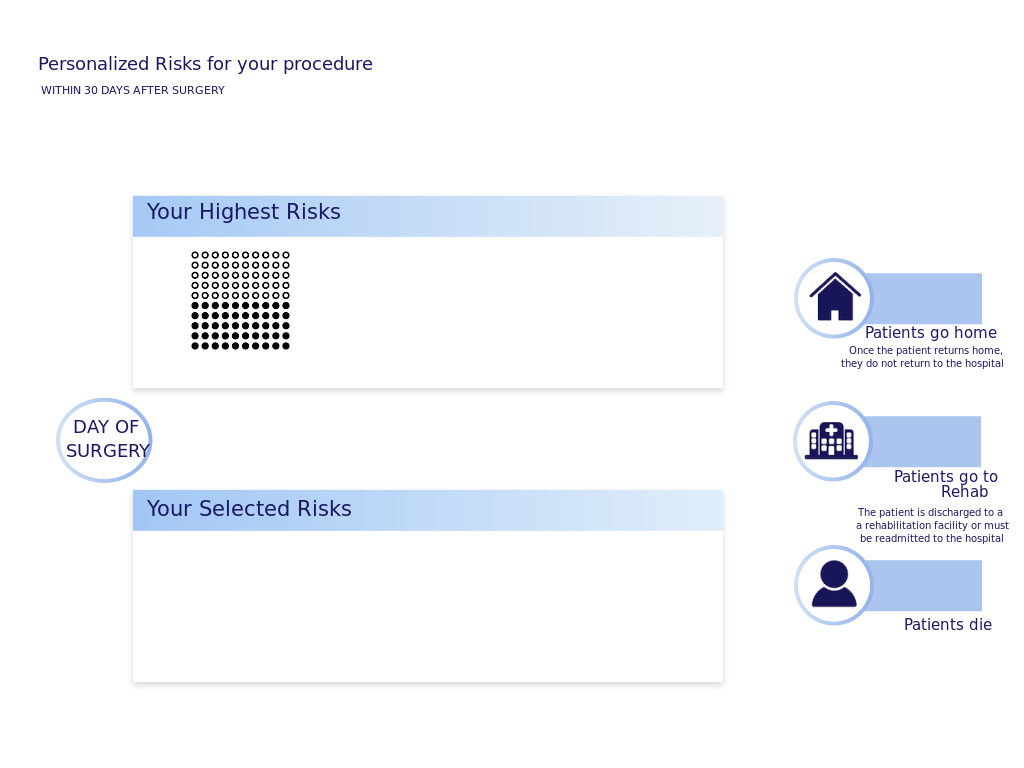 Personalized Risks for your procedure
WITHIN 30 DAYS AFTER SURGERY
Your Highest Risks
Patients go home
Once the patient returns home,
they do not return to the hospital
DAY OF
SURGERY
Patients go to
Rehab
Your Selected Risks
The patient is discharged to a
a rehabilitation facility or must
be readmitted to the hospital
Patients die